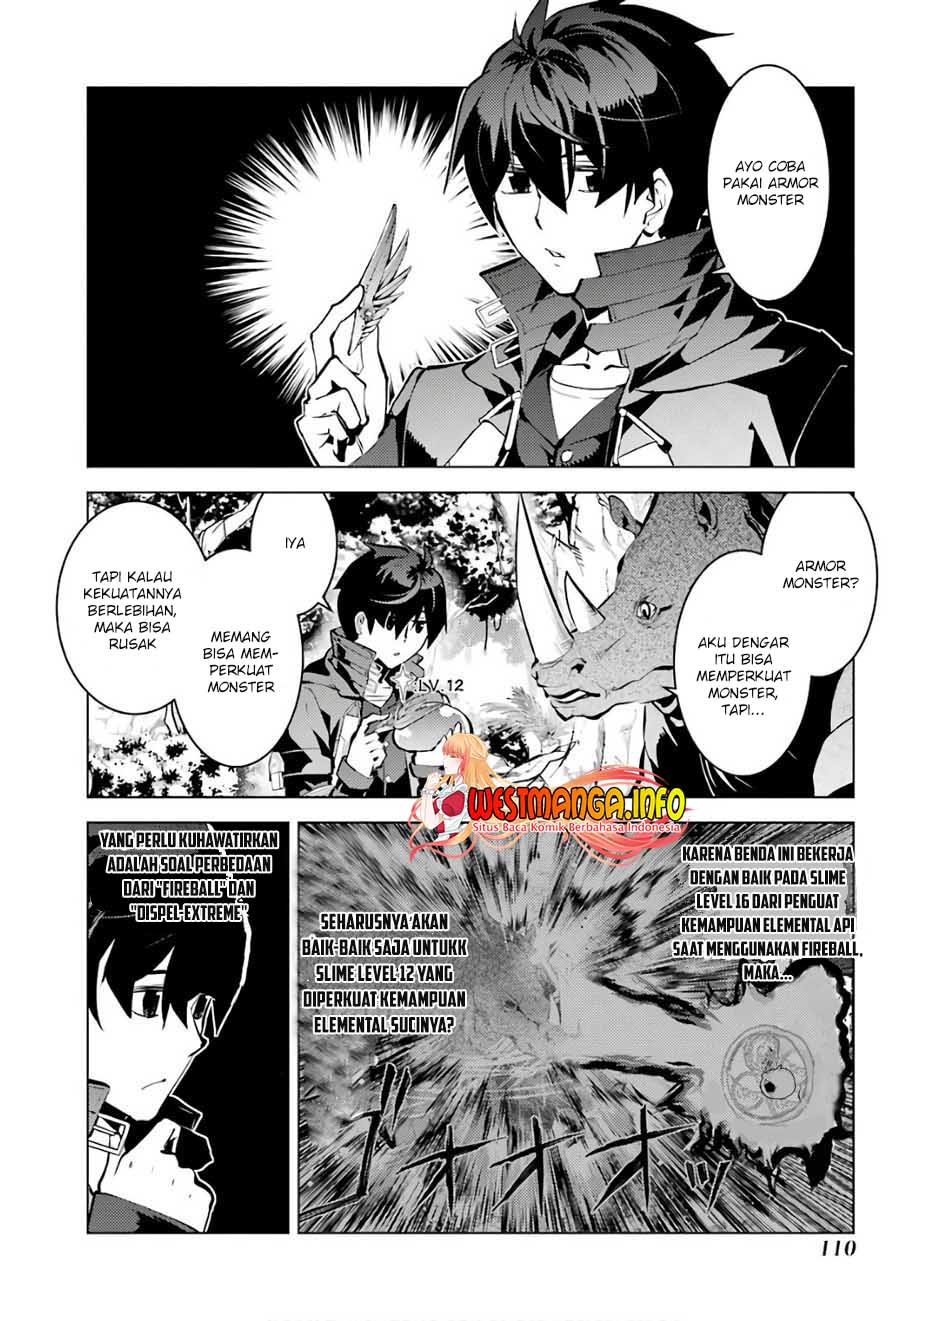 AYO COBA
PAKAI ARMOR
MONSTER
ARMOR
MONSTER?
AKU DENGAR
ITU BISA
MEMPERKUAT
MONSTER,
TAPI...
IYA
MEMANG
BISA MEM-
PERKUAT
MONSTER
TAPI KALAU
KEKUATANNYA
BERLEBIHAN,
MAKA BISA
RUSAK
:LV.12
WESTMANGA.INFO
Situs Baca Komik Berbahasa Indonesia
KARENA BENDA INI BEKERJA
DENGAN BAIK PADA SLIME
LEVEL 16 DARI PENGUAT
KEMAMPUAN ELEMENTAL API
SAAT MENGGUNAKAN FIREBALL,
MAKA...
SEHARUSNYA AKAN
BAIK-BAIK SAJA UNTUKK
SLIME LEVEL 12 YANG
DIPERKUAT KEMAMPUAN
ELEMENTAL SUCINYA?
ゴオオオオッ
YANG PERLU KUHAWATIRKAN
ADALAH SOAL PERBEDAAN
DARI "FIREBALL" DAN
"DISPEL-EXTREME"
110